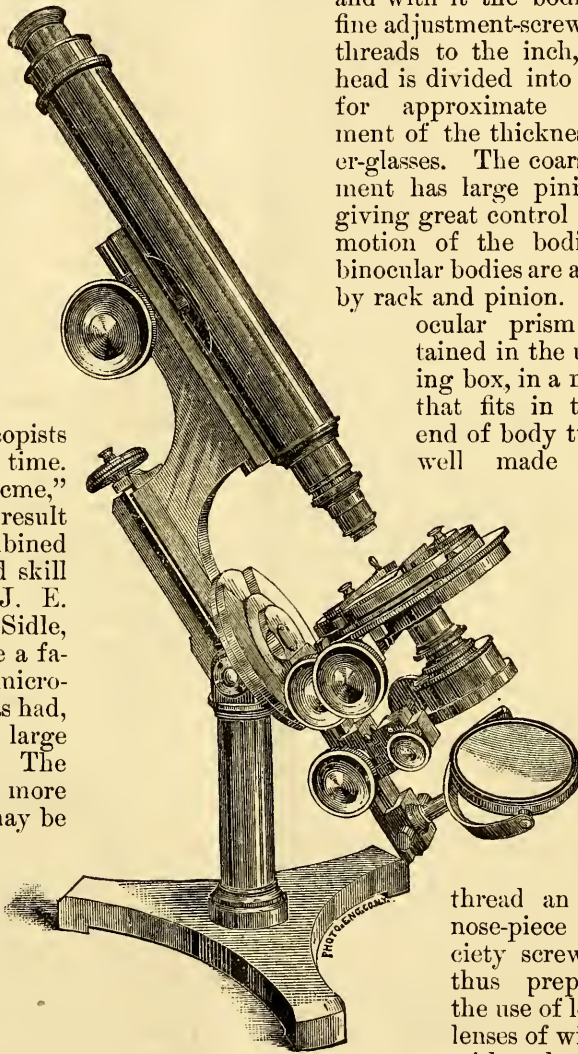 copists
time.
cme,"
result
bined
d skill
J. E.
Sidle,
e a fa-
micro-
s had,
large
The
more
may be
and with it the bodi
fine adjustment-screw
threads to the inch,
head is divided into
for approximate
ment of the thicknes
er-glasses. The coar
ment has large pini
giving great control
motion of the bodi
binocular bodies are a
by rack and pinion.
ocular prism
tained in the u
ing box, in a n
that fits in t
end of body tu
well made
PHOTO.ENG.CO.N.Y.
thread an
nose-piece
ciety screw
thus prep
the use of l
lenses of wi